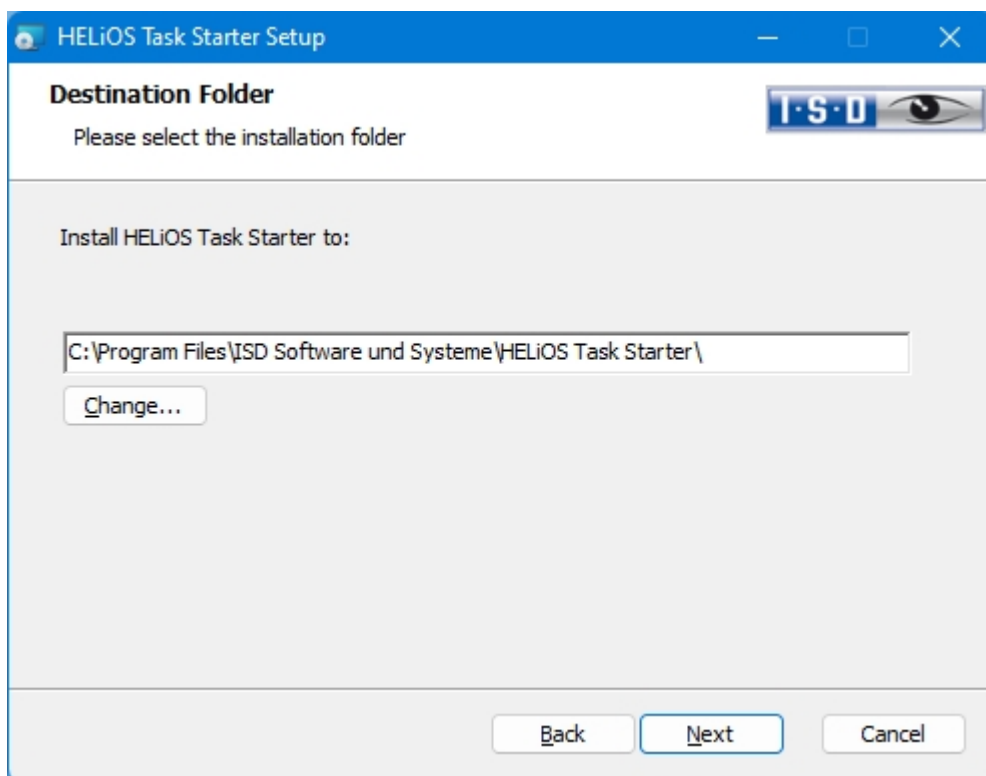 HELiOS Task Starter Setup
Destination Folder
I·S·D
Please select the installation folder
Install HELiOS Task Starter to:
C:\Program Files\ISD Software und Systeme\HELiOS Task Starter\
Change...
Back Next Cancel